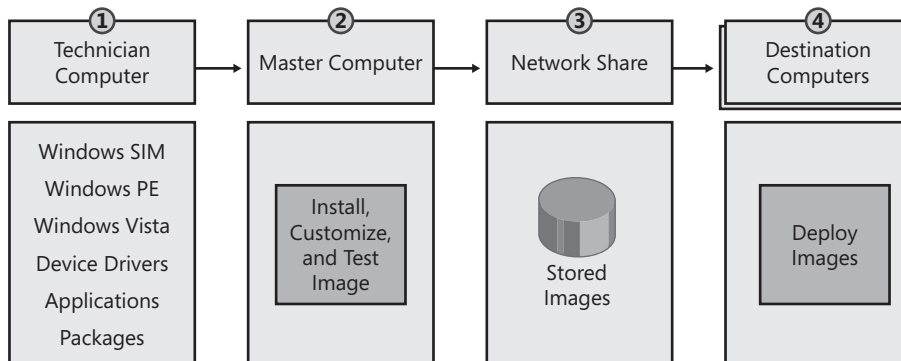 1
Technician
Computer
2
Master Computer
3
Network Share
4
Destination
Computers
Windows SIM
Windows PE
Windows Vista
Device Drivers
Applications
Packages
Install,
Customize,
and Test
Image
Stored
Images
Deploy
Images